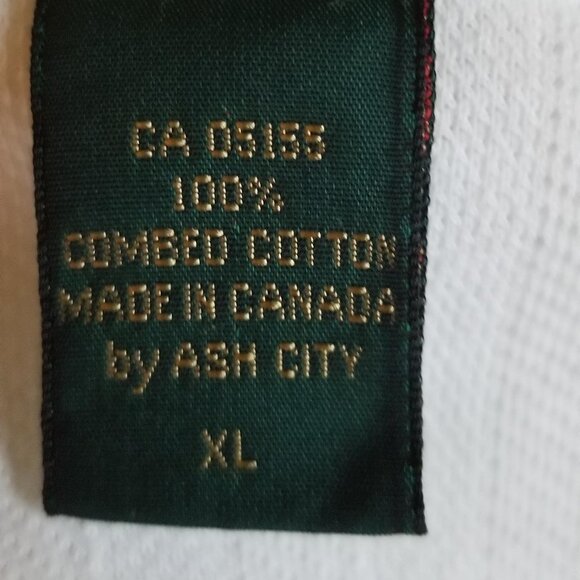 CA 05155
100%
COMBED COTTON
MADE IN CANADA
by ASH CITY
XL